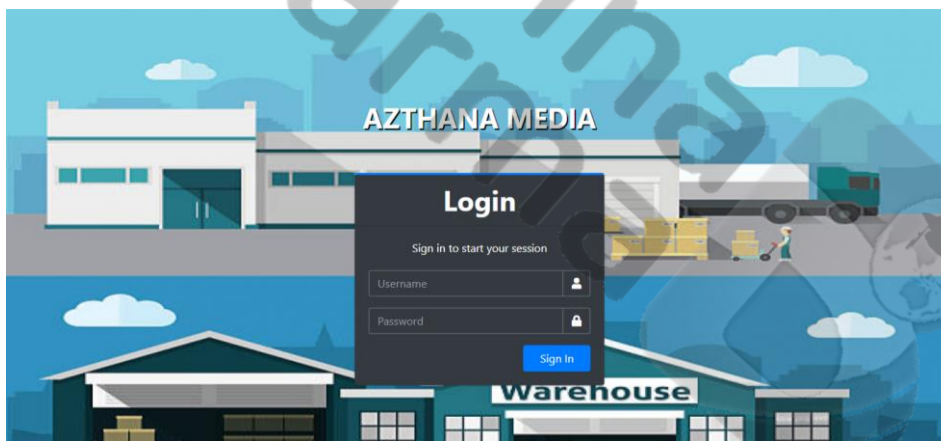 AZTHANA MEDIA
Login
Sign in to start your session
Username
Password
Sign In
Warehouse